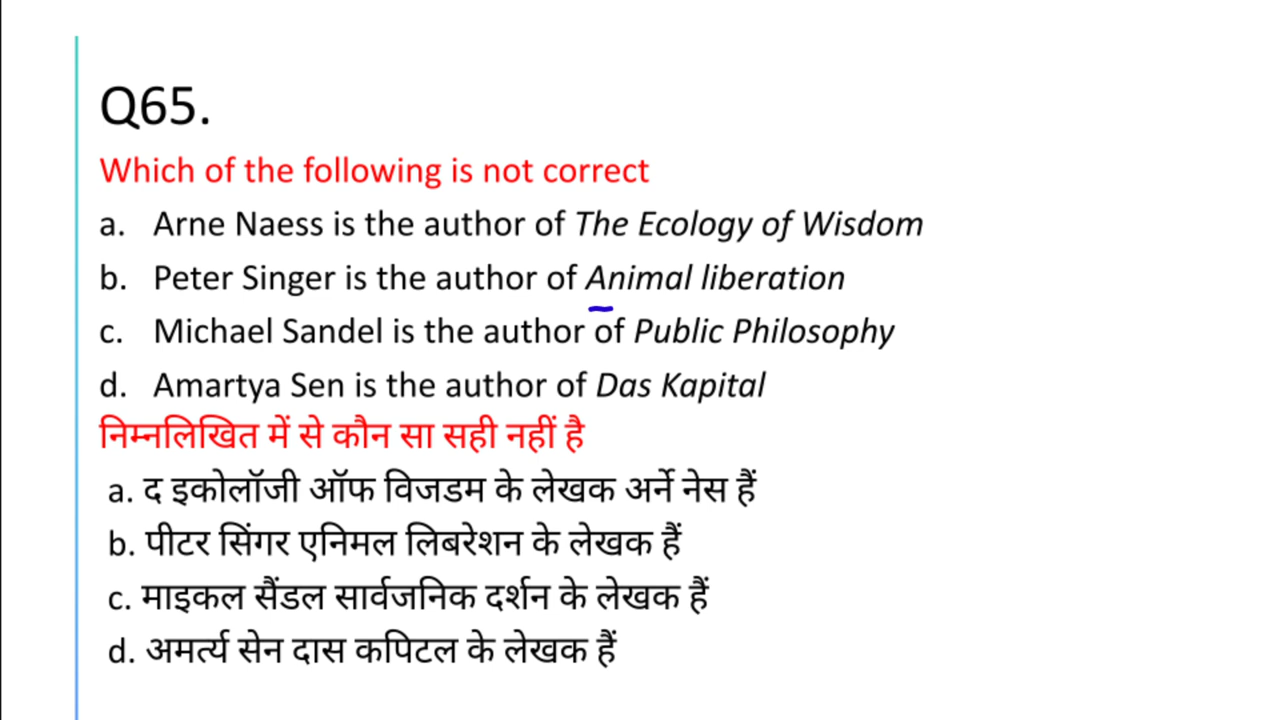 Q65.
Which of the following is not correct
a. Arne Naess is the author of The Ecology of Wisdom
b. Peter Singer is the author of Animal liberation
c. Michael Sandel is the author of Public Philosophy
d. Amartya Sen is the author of Das Kapital
निम्नलिखित में से कौन सा सही नहीं है
a. द इकोलॉजी ऑफ विजडम के लेखक अर्ने नेस हैं
b. पीटर सिंगर एनिमल लिबरेशन के लेखक हैं
c. माइकल सैंडल सार्वजनिक दर्शन के लेखक हैं
d. अमर्त्य सेन दास कपिटल के लेखक हैं